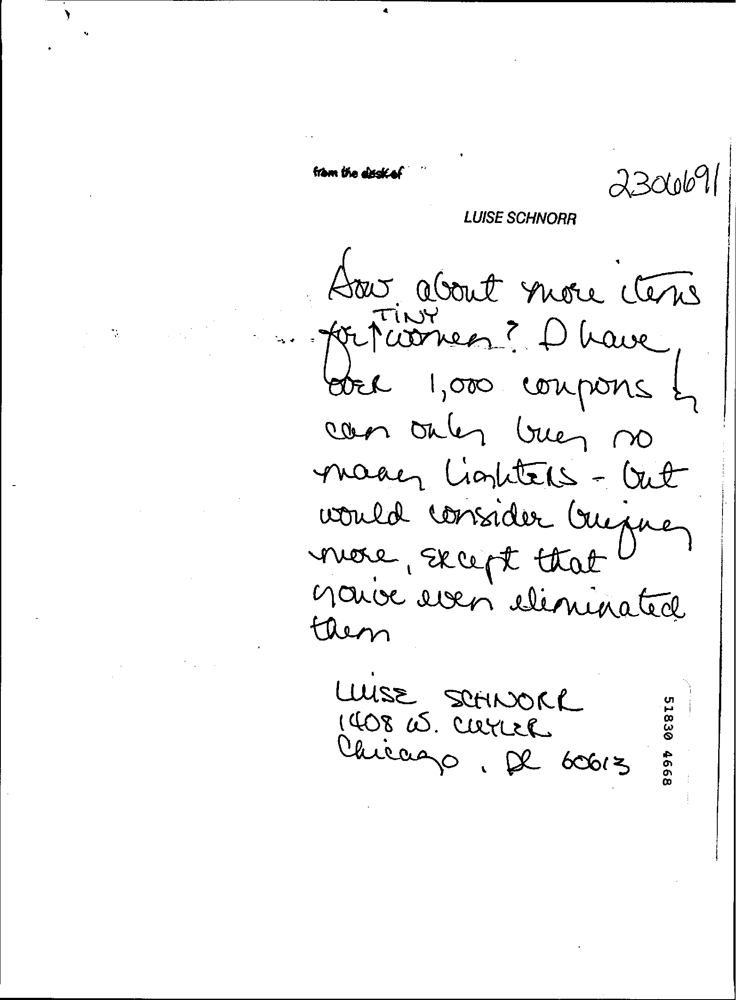 from the desk of
2306691
LUISE SCHNORR
How about more items
TINY
for ↑ women? I have
over 1,000 coupons &
can only buy so
many lighters - but
would consider buying
more, except that
you've even eliminated
them
LUISE SCHNORR
1408 W. CUYLER
Chicago, IL 60613
51830 4668